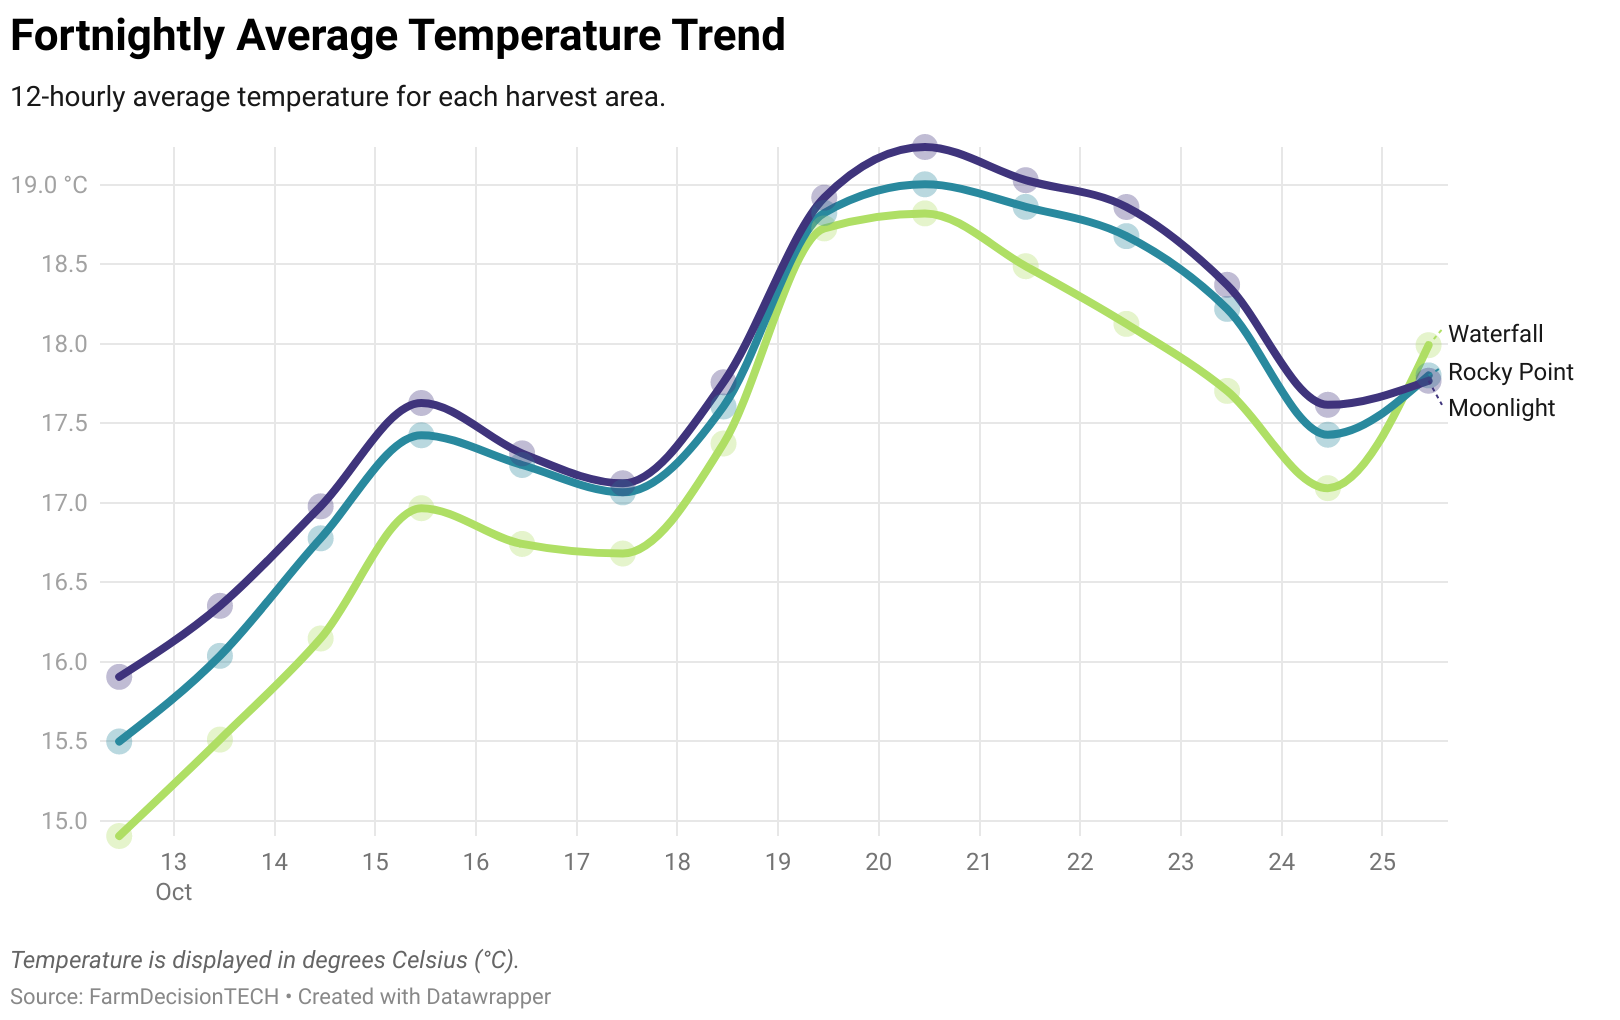 Fortnightly Average Temperature Trend
12-hourly average temperature for each harvest area.
19.0 °C
18.5
18.0
17.5
17.0
16.5
16.0
15.5
15.0
Waterfall
Rocky Point
Moonlight
13 14 15 16 17 18 19 20 21 22 23 24 25
Oct
Temperature is displayed in degrees Celsius (°C).
Source: FarmDecisionTECH • Created with Datawrapper